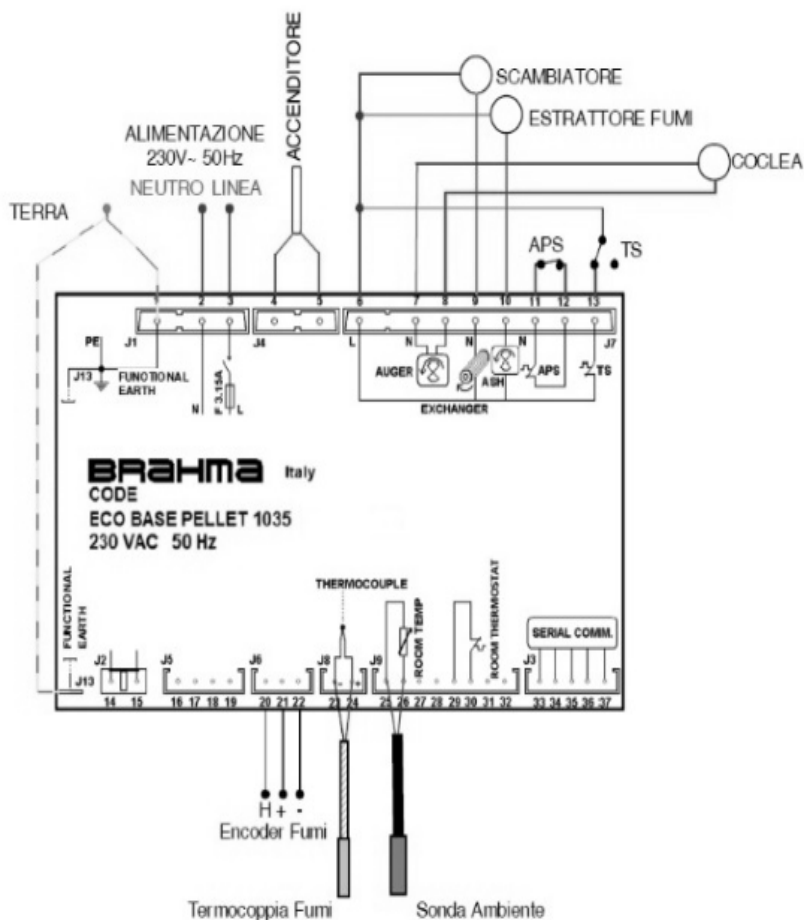 ACCENDITORE
SCAMBIATORE
ESTRATTORE FUMI
COCLEA
ALIMENTAZIONE
230V~ 50Hz
NEUTRO LINEA
TERRA
APS
TS
1 2 3 4 5 6 7 8 9 10 11 12 13
J1 J4 J7
L N N N
PE
J13
FUNCTIONAL
EARTH
N F 3.15A L
AUGER
EXCHANGER
ASH
APS
TS
BRAHMA Italy
CODE
ECO BASE PELLET 1035
230 VAC 50 Hz
FUNCTIONAL
EARTH
J13
THERMOCOUPLE
ROOM TEMP
ROOM THERMOSTAT
SERIAL COMM.
J2 J5 J6 J8 J9 J3
- +
14 15 16 17 18 19 20 21 22 23 24 25 26 27 28 29 30 31 32 33 34 35 36 37
H + -
Encoder Fumi
Termocoppia Fumi
Sonda Ambiente